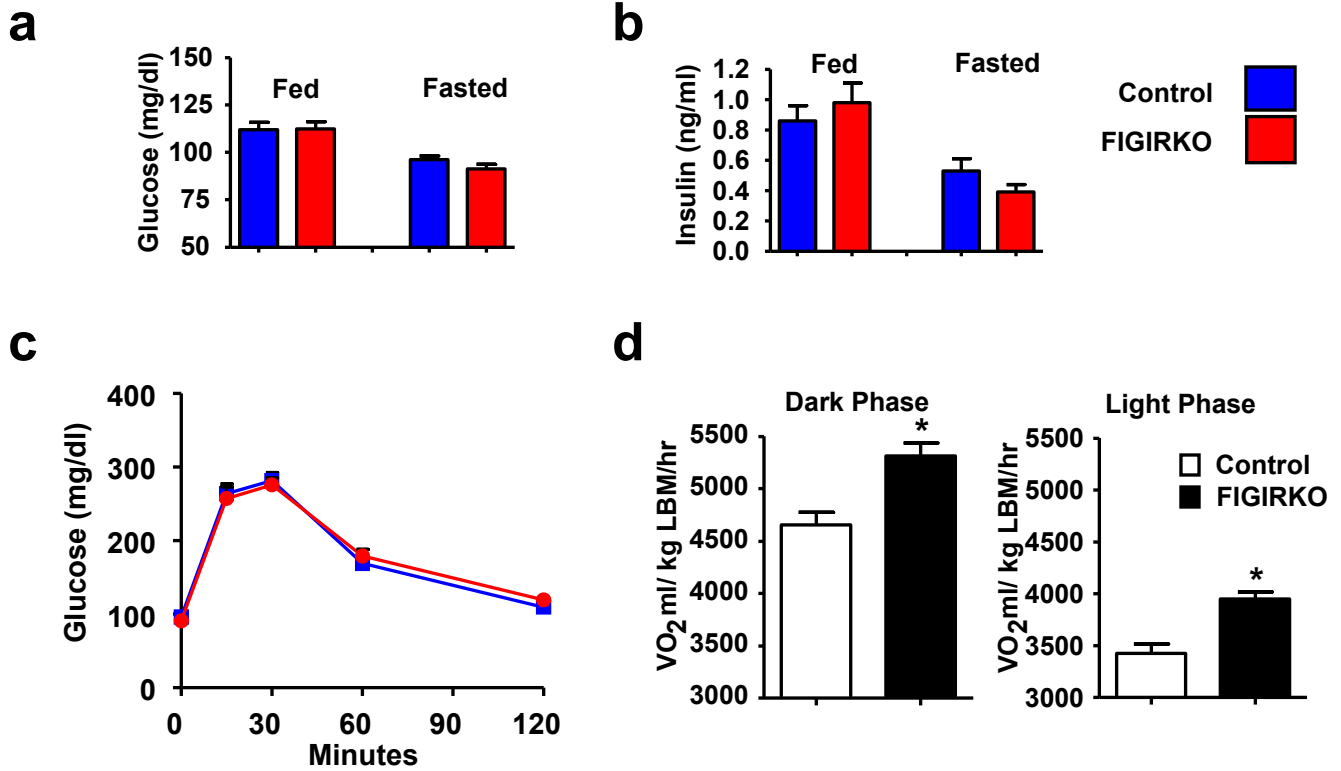 a
Glucose (mg/dl)
150
125
100
75
50
Fed
Fasted
b
Insulin (ng/ml)
1.2
1.0
0.8
0.6
0.4
0.2
0.0
Fed
Fasted
Control
FIGIRKO
c
Glucose (mg/dl)
400
300
200
100
0
0 30 60 90 120
Minutes
d
Dark Phase
VO2ml/ kg LBM/hr
5500
5000
4500
4000
3500
3000
*
Light Phase
VO2ml/ kg LBM/hr
5500
5000
4500
4000
3500
3000
*
Control
FIGIRKO